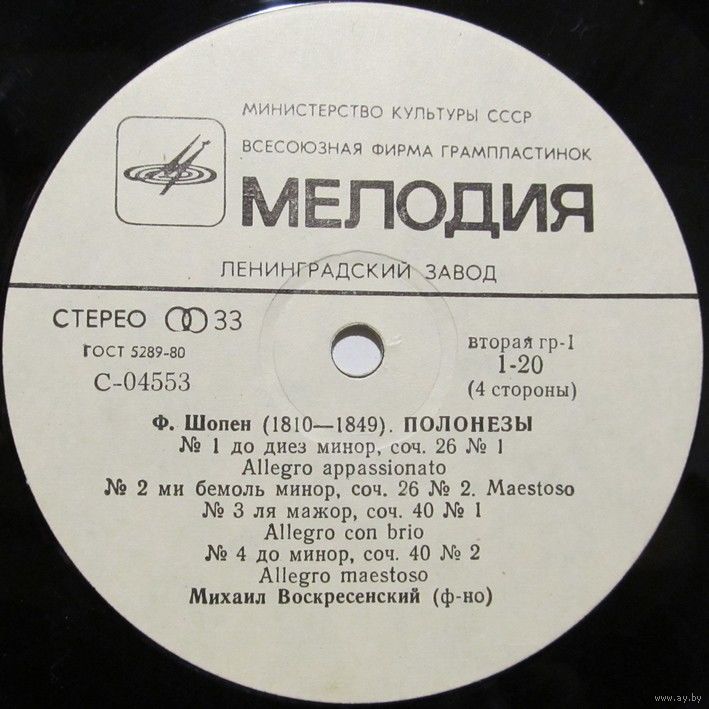 МИНИСТЕРСТВО КУЛЬТУРЫ СССР
ВСЕСОЮЗНАЯ ФИРМА ГРАМПЛАСТИНОК
МЕЛОДИЯ
ЛЕНИНГРАДСКИЙ ЗАВОД
СТЕРЕО 33
ГОСТ 5289-80
С-04553
вторая гр-1
1-20
(4 стороны)
Ф. Шопен (1810—1849). ПОЛОНЕЗЫ
№ 1 до диез минор, соч. 26 № 1
Allegro appassionato
№ 2 ми бемоль минор, соч. 26 № 2. Maestoso
№ 3 ля мажор, соч. 40 № 1
Allegro con brio
№ 4 до минор, соч. 40 № 2
Allegro maestoso
Михаил Воскресенский (ф-но)
www.ay.by